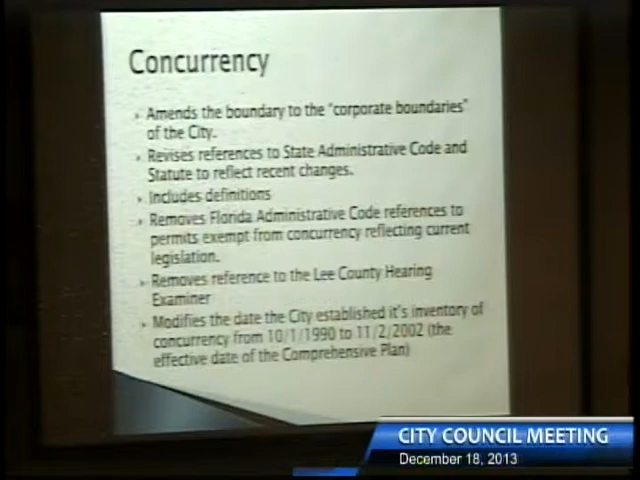 Concurrency
Amends the boundary to the "corporate boundaries"
of the City.
Revises references to State Administrative Code and
Statute to reflect recent changes.
Includes definitions
Removes Florida Administrative Code references to
permits exempt from concurrency reflecting current
legislation.
Removes reference to the Lee County Hearing
Examiner
Modifies the date the City established it's inventory of
concurrency from 10/1/1990 to 11/2/2002 (the
effective date of the Comprehensive Plan)
CITY COUNCIL MEETING
December 18, 2013